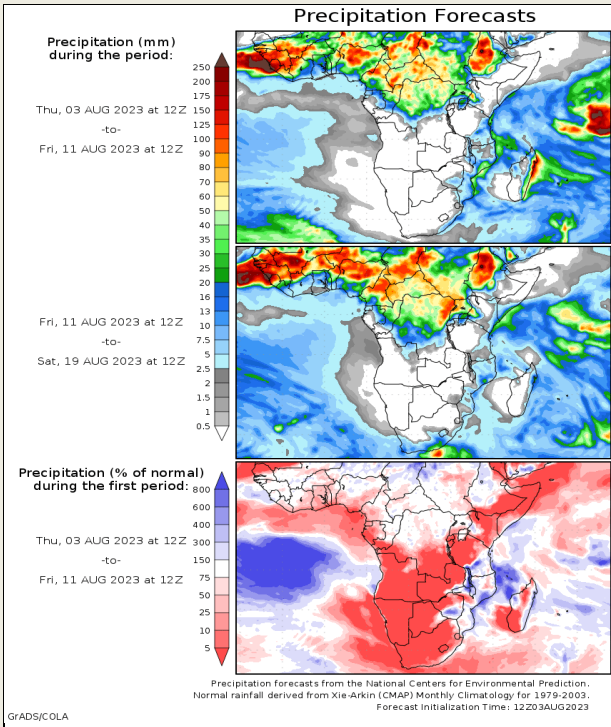 Precipitation Forecasts
Precipitation (mm)
during the period:
Thu, 03 AUG 2023 at 12Z
-to-
Fri, 11 AUG 2023 at 12Z
250
200
175
150
125
100
90
80
70
60
50
40
35
30
25
20
16
13
10
7.5
5
2.5
2
1.5
1
0.5
Fri, 11 AUG 2023 at 12Z
-to-
Sat, 19 AUG 2023 at 12Z
Precipitation (% of normal)
during the first period:
Thu, 03 AUG 2023 at 12Z
-to-
Fri, 11 AUG 2023 at 12Z
800
600
400
300
150
75
50
25
10
5
Precipitation forecasts from the National Centers for Environmental Prediction.
Normal rainfall derived from Xie-Arkin (CMAP) Monthly Climatology for 1979-2003.
Forecast Initialization Time: 12Z03AUG2023
GrADS/COLA